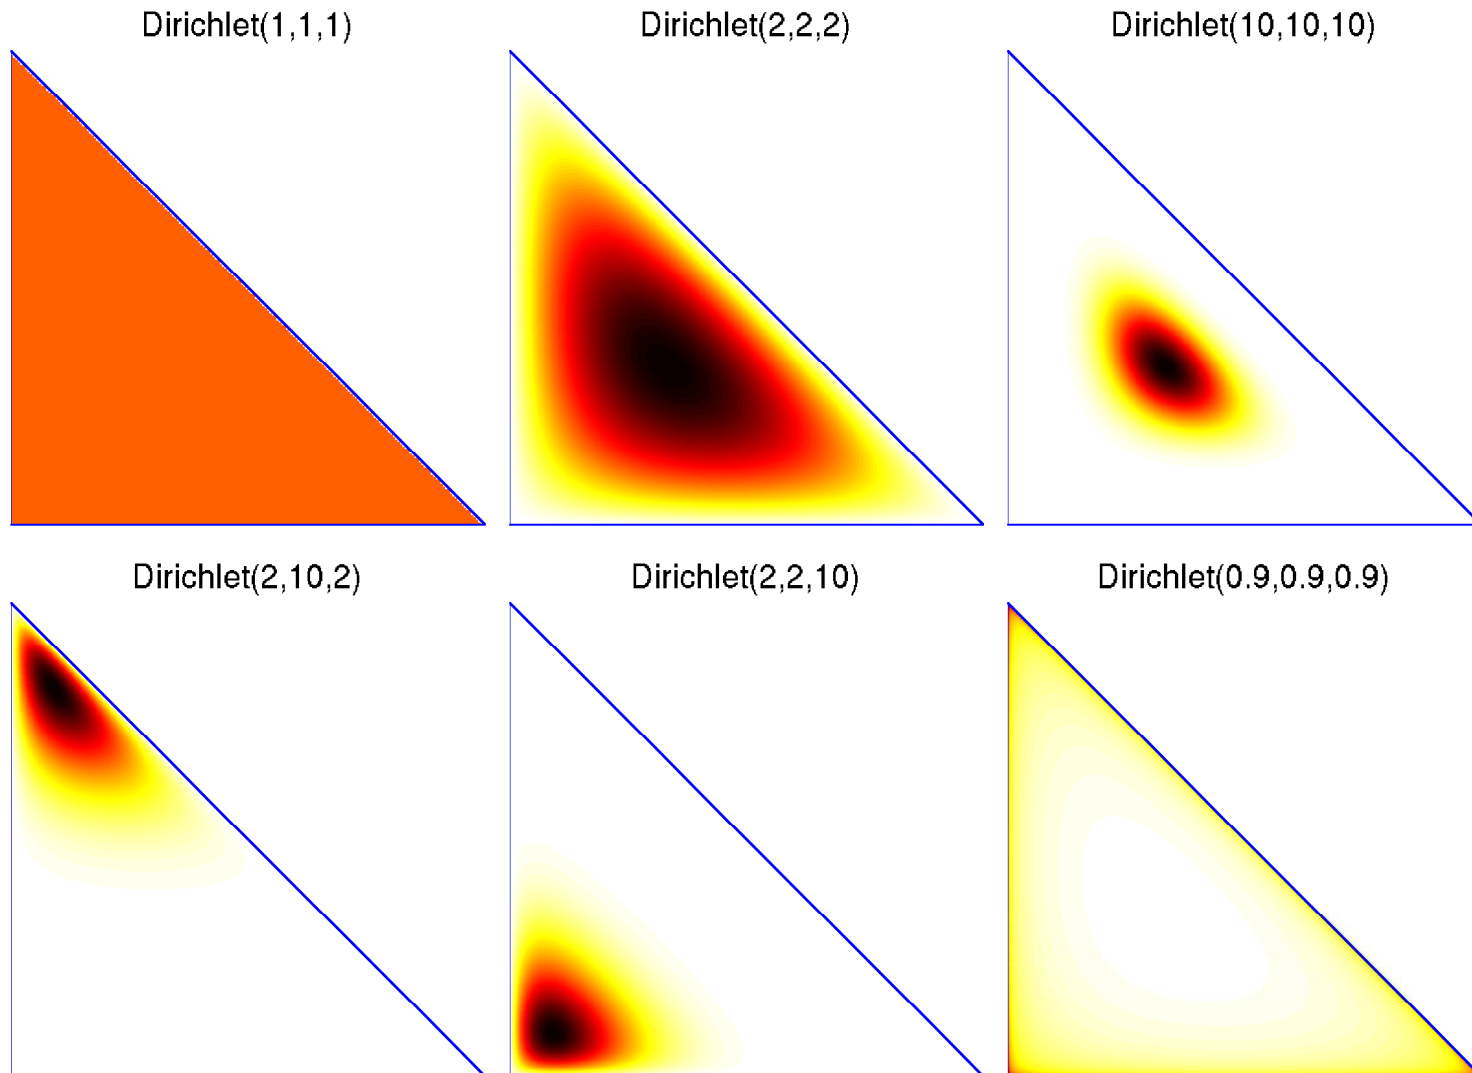 Dirichlet(1,1,1)
Dirichlet(2,2,2)
Dirichlet(10,10,10)
Dirichlet(2,10,2)
Dirichlet(2,2,10)
Dirichlet(0.9,0.9,0.9)